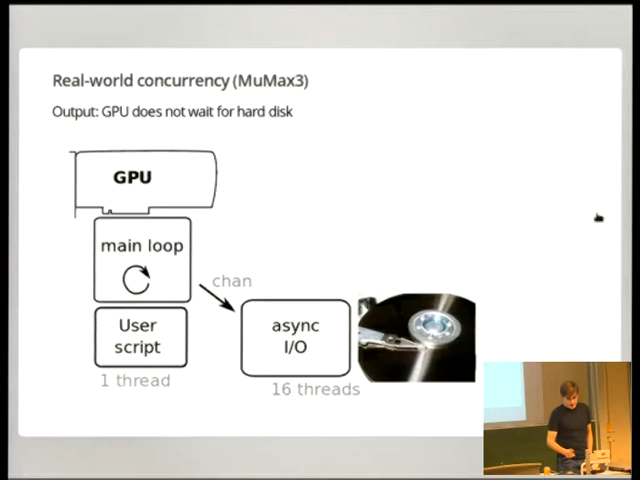 Real-world concurrency (MuMax3)
Output: GPU does not wait for hard disk
GPU
main loop
chan
User
script
async
I/O
1 thread
16 threads